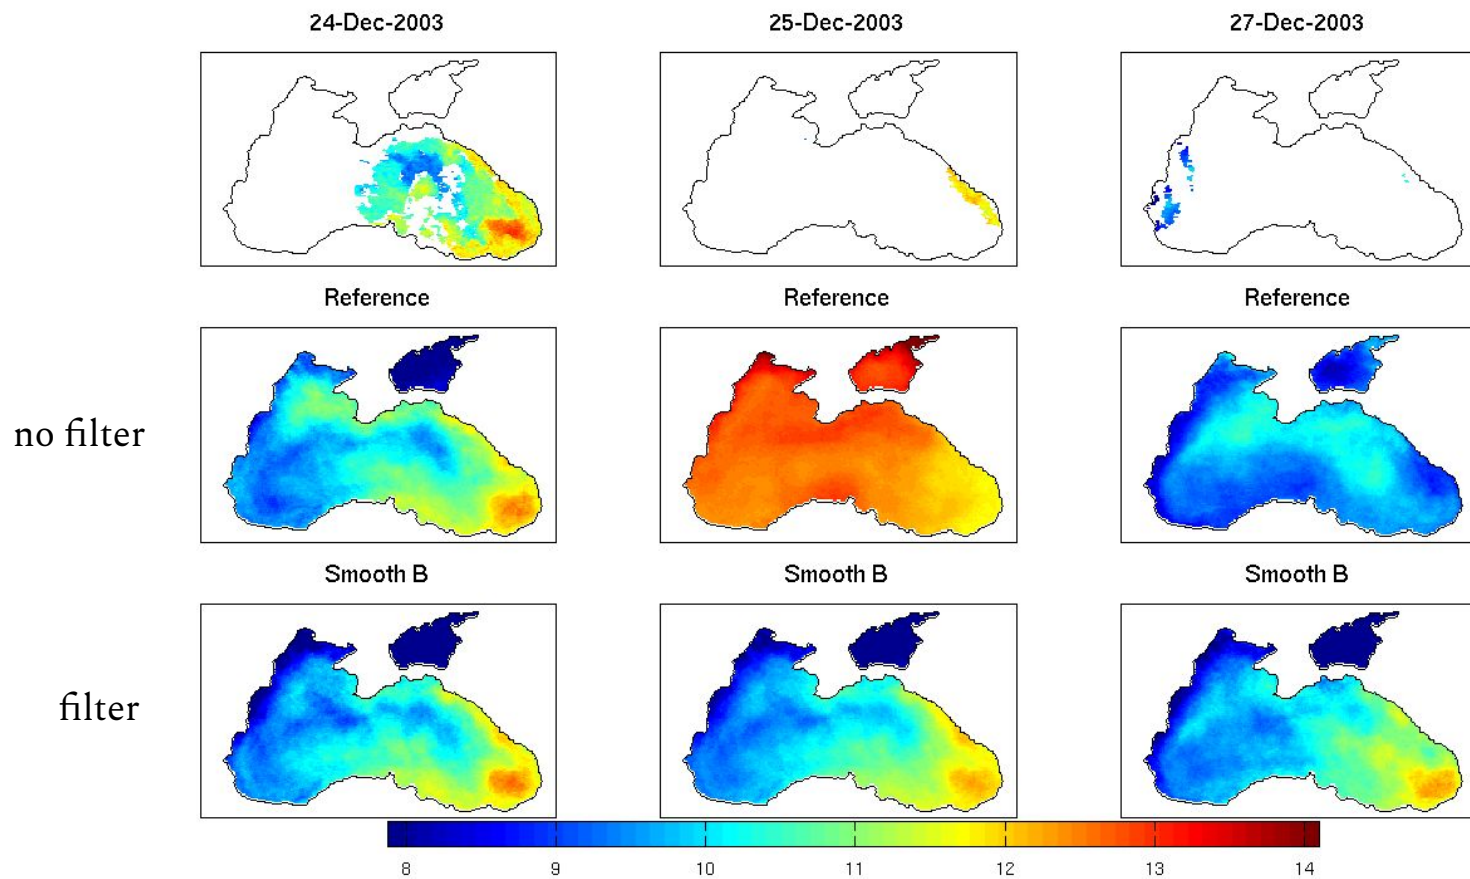 24-Dec-2003 25-Dec-2003 27-Dec-2003
Reference Reference Reference
no filter
Smooth B Smooth B Smooth B
filter
8 9 10 11 12 13 14